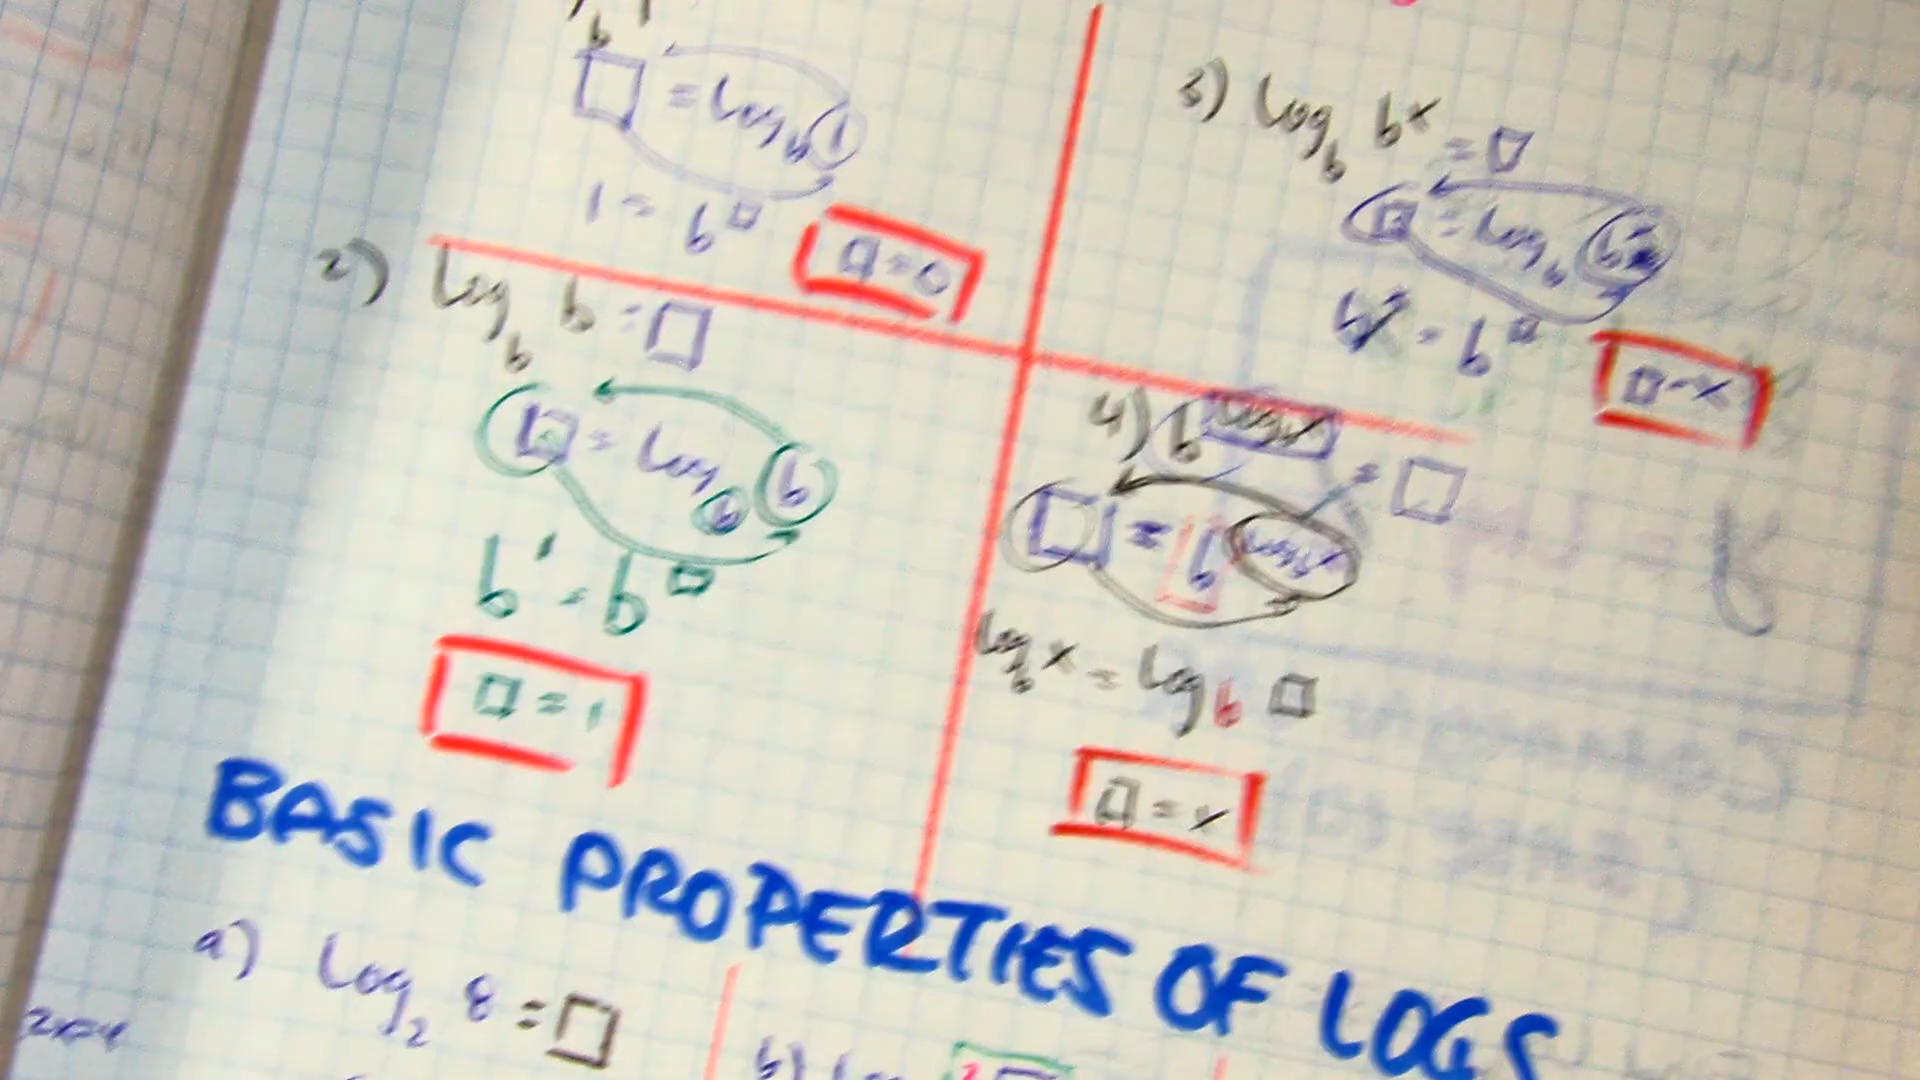 □ = log_b 1
1 = b^□
□ = 0
2) log_b b = □
□ = log_b b
b^1 = b^□
□ = 1
3) log_b b^x = □
□ = log_b b^x
b^x = b^□
□ = x
4) b^(log_b x) = □
□ = b^(log_b x)
log_b x = log_b □
□ = x
BASIC PROPERTIES OF LOGS
a) log_2 8 = □
b)